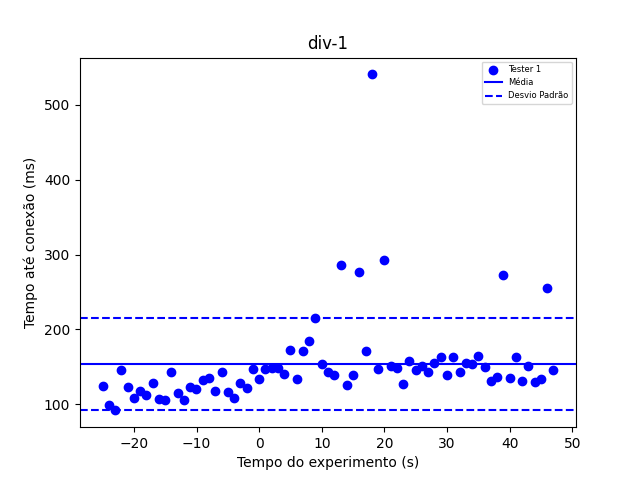 div-1
Tester 1
Média
Desvio Padrão
Tempo até conexão (ms)
500
400
300
200
100
−20 −10 0 10 20 30 40 50
Tempo do experimento (s)